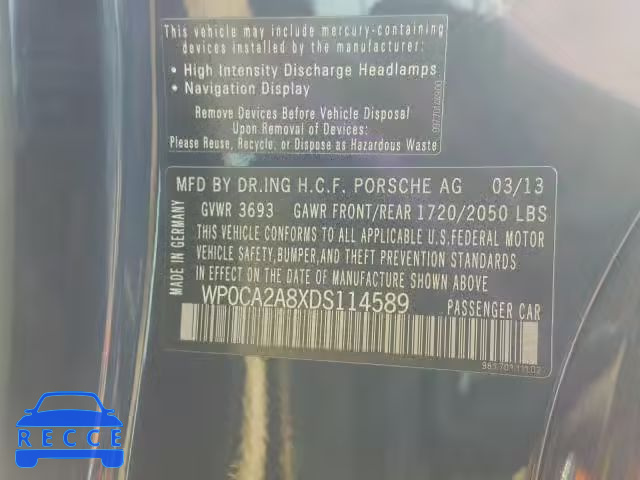 This vehicle may include mercury-containing
devices installed by the manufacturer:
• High Intensity Discharge Headlamps
• Navigation Display
Remove Devices Before Vehicle Disposal
Upon Removal of Devices:
Please Reuse, Recycle, or Dispose as Hazardous Waste
MFD BY DR.ING H.C.F. PORSCHE AG 03/13
GVWR 3693 GAWR FRONT/REAR 1720/2050 LBS
THIS VEHICLE CONFORMS TO ALL APPLICABLE U.S.FEDERAL MOTOR
VEHICLE SAFETY,BUMPER,AND THEFT PREVENTION STANDARDS
IN EFFECT ON THE DATE OF MANUFACTURE SHOWN ABOVE.
WP0CA2A8XDS114589 PASSENGER CAR
MADE IN GERMANY
RECCE